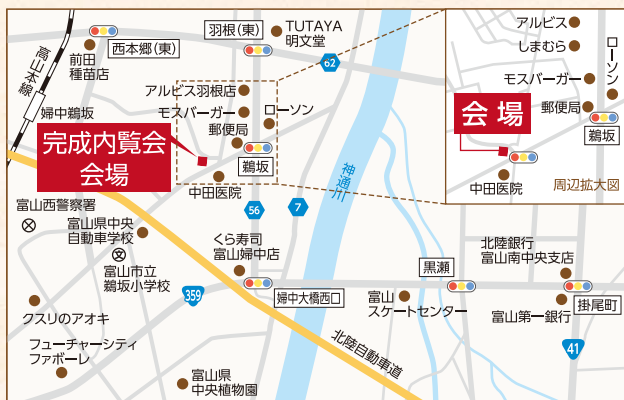 羽根(東)
TUTAYA
明文堂
西本郷(東)
前田
種苗店
高山本線
62
アルビス羽根店
モスバーガー
ローソン
郵便局
婦中鵜坂
完成内覧会
会場
鵜坂
中田医院
神通川
富山西警察署
富山県中央
自動車学校
56
7
文
富山市立
鵜坂小学校
くら寿司
富山婦中店
359
婦中大橋西口
黒瀬
北陸銀行
富山南中央支店
富山
スケートセンター
掛尾町
富山第一銀行
クスリのアオキ
フューチャーシティ
ファボーレ
北陸自動車道
41
富山県
中央植物園
アルビス
しまむら
ローソン
モスバーガー
郵便局
会場
鵜坂
中田医院
周辺拡大図